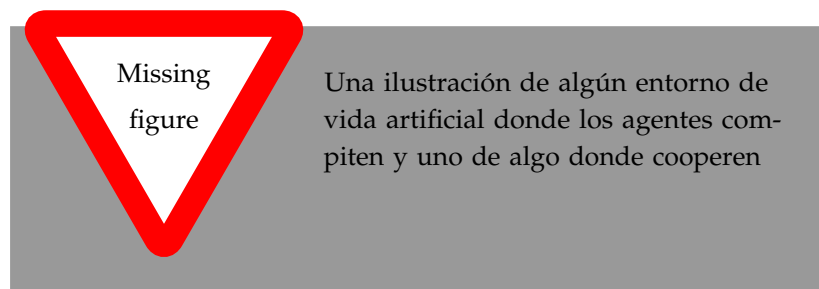 Missing
figure
Una ilustración de algún entorno de
vida artificial donde los agentes com-
piten y uno de algo donde cooperen